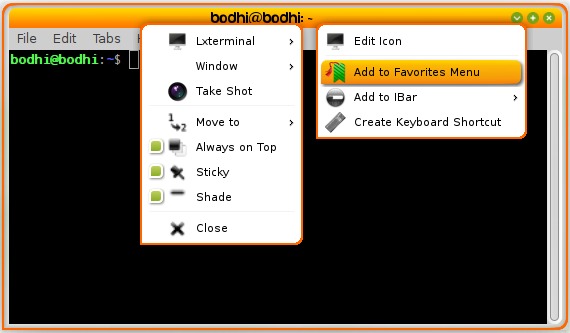 bodhi@bodhi: ~
File Edit Tabs H
bodhi@bodhi:~$
Lxterminal
Window
Take Shot
Move to
Always on Top
Sticky
Shade
Close
Edit Icon
Add to Favorites Menu
Add to IBar
Create Keyboard Shortcut